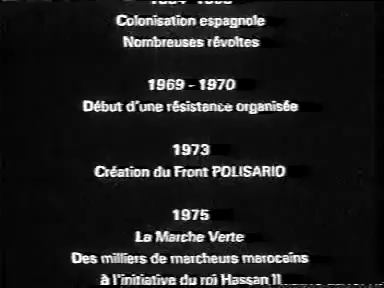 Colonisation espagnole
Nombreuses révoltes
1969 - 1970
Début d'une résistance organisée
1973
Création du Front POLISARIO
1975
La Marche Verte
Des milliers de marcheurs marocains
à l'initiative du roi Hassan II